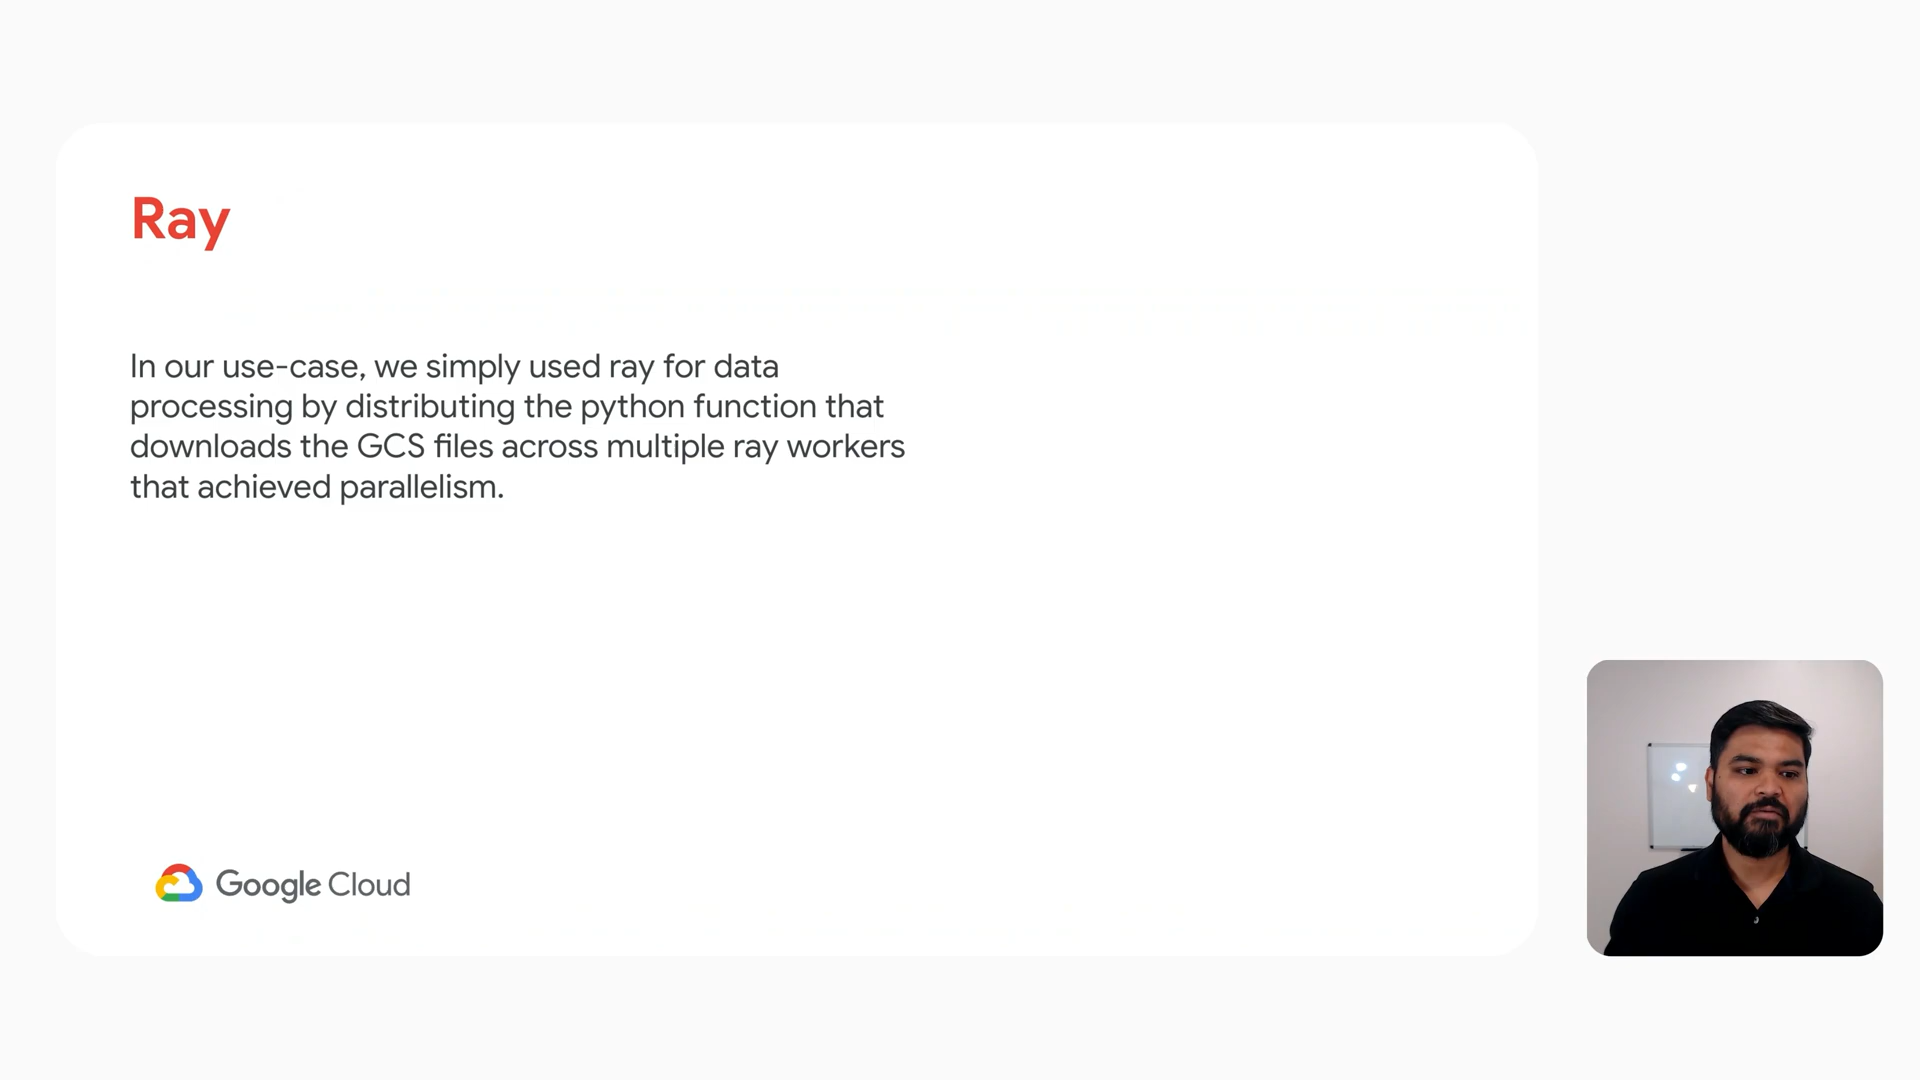 Ray
In our use-case, we simply used ray for data
processing by distributing the python function that
downloads the GCS files across multiple ray workers
that achieved parallelism.
Google Cloud